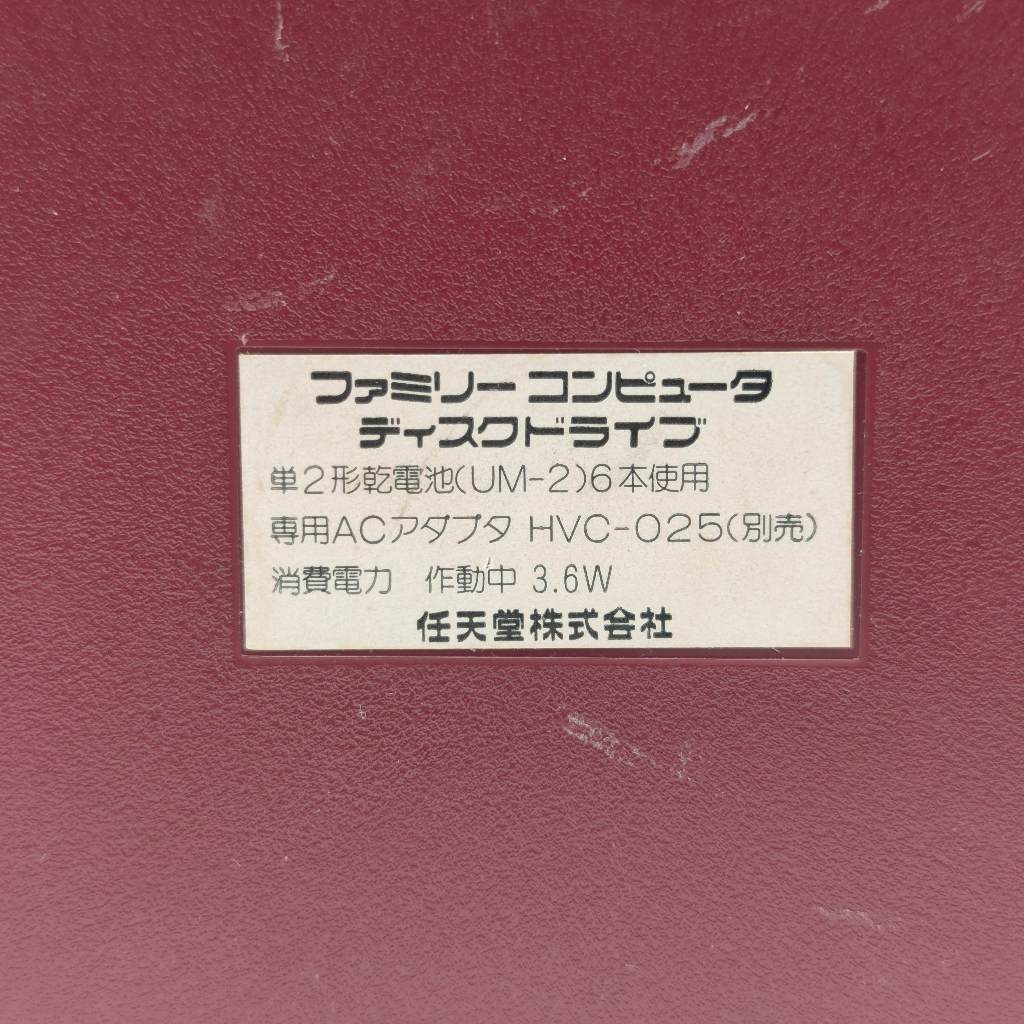 ファミリー コンピュータ
ディスクドライブ
単2形乾電池(UM-2)6本使用
専用ACアダプタ HVC-025(別売)
消費電力 作動中 3.6W
任天堂株式会社